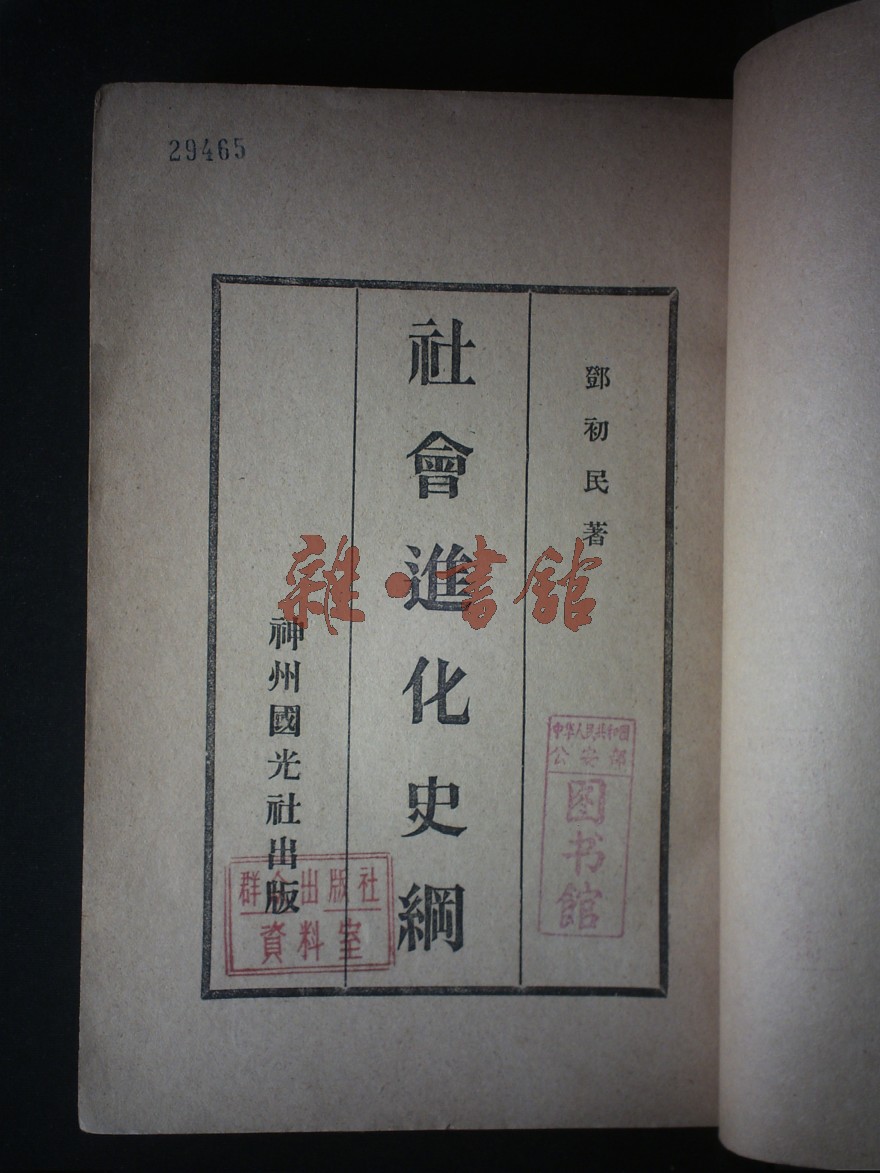 29465
鄧初民著
社會進化史綱
神州國光社出版
雜·書館
中华人民共和國
公安部
图书馆
群众出版社
資料室